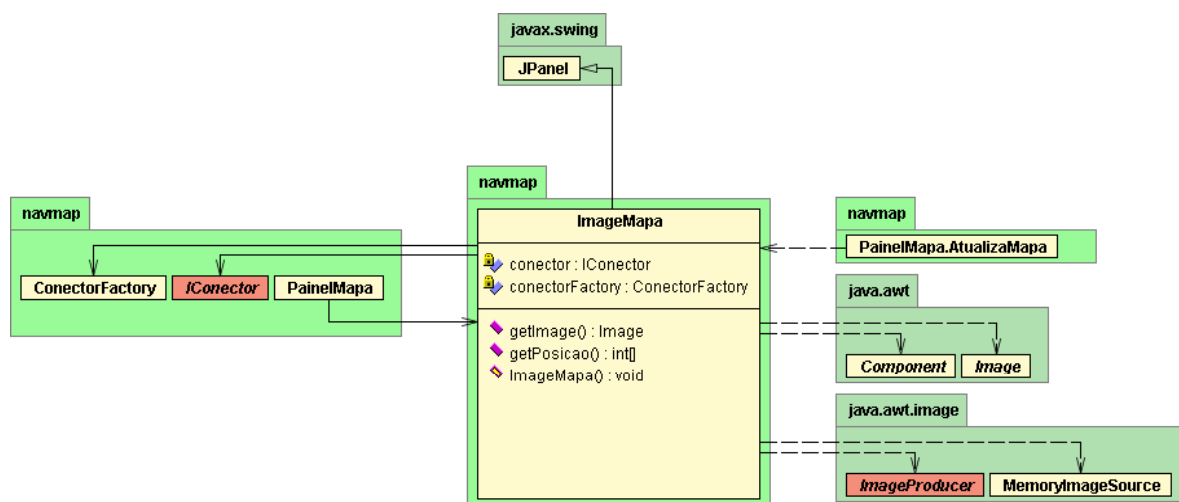 javax.swing
JPanel
navmap
ConectorFactory
IConector
PainelMapa
navmap
ImageMapa
conector : IConector
conectorFactory : ConectorFactory
getImage() : Image
getPosicao() : int[]
ImageMapa() : void
navmap
PainelMapa.AtualizaMapa
java.awt
Component
Image
java.awt.image
ImageProducer
MemoryImageSource